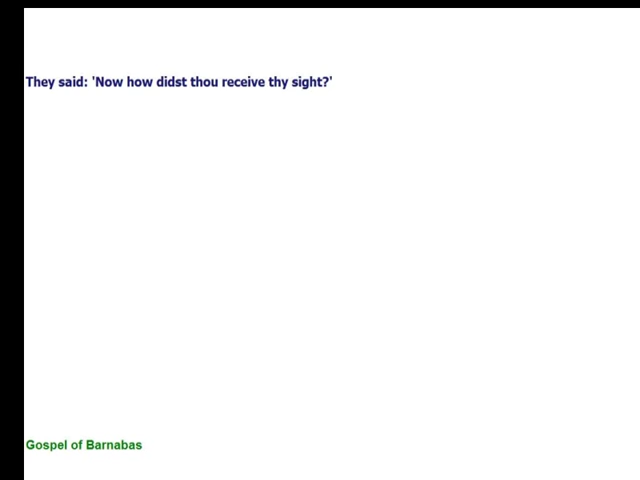 They said: 'Now how didst thou receive thy sight?'
Gospel of Barnabas